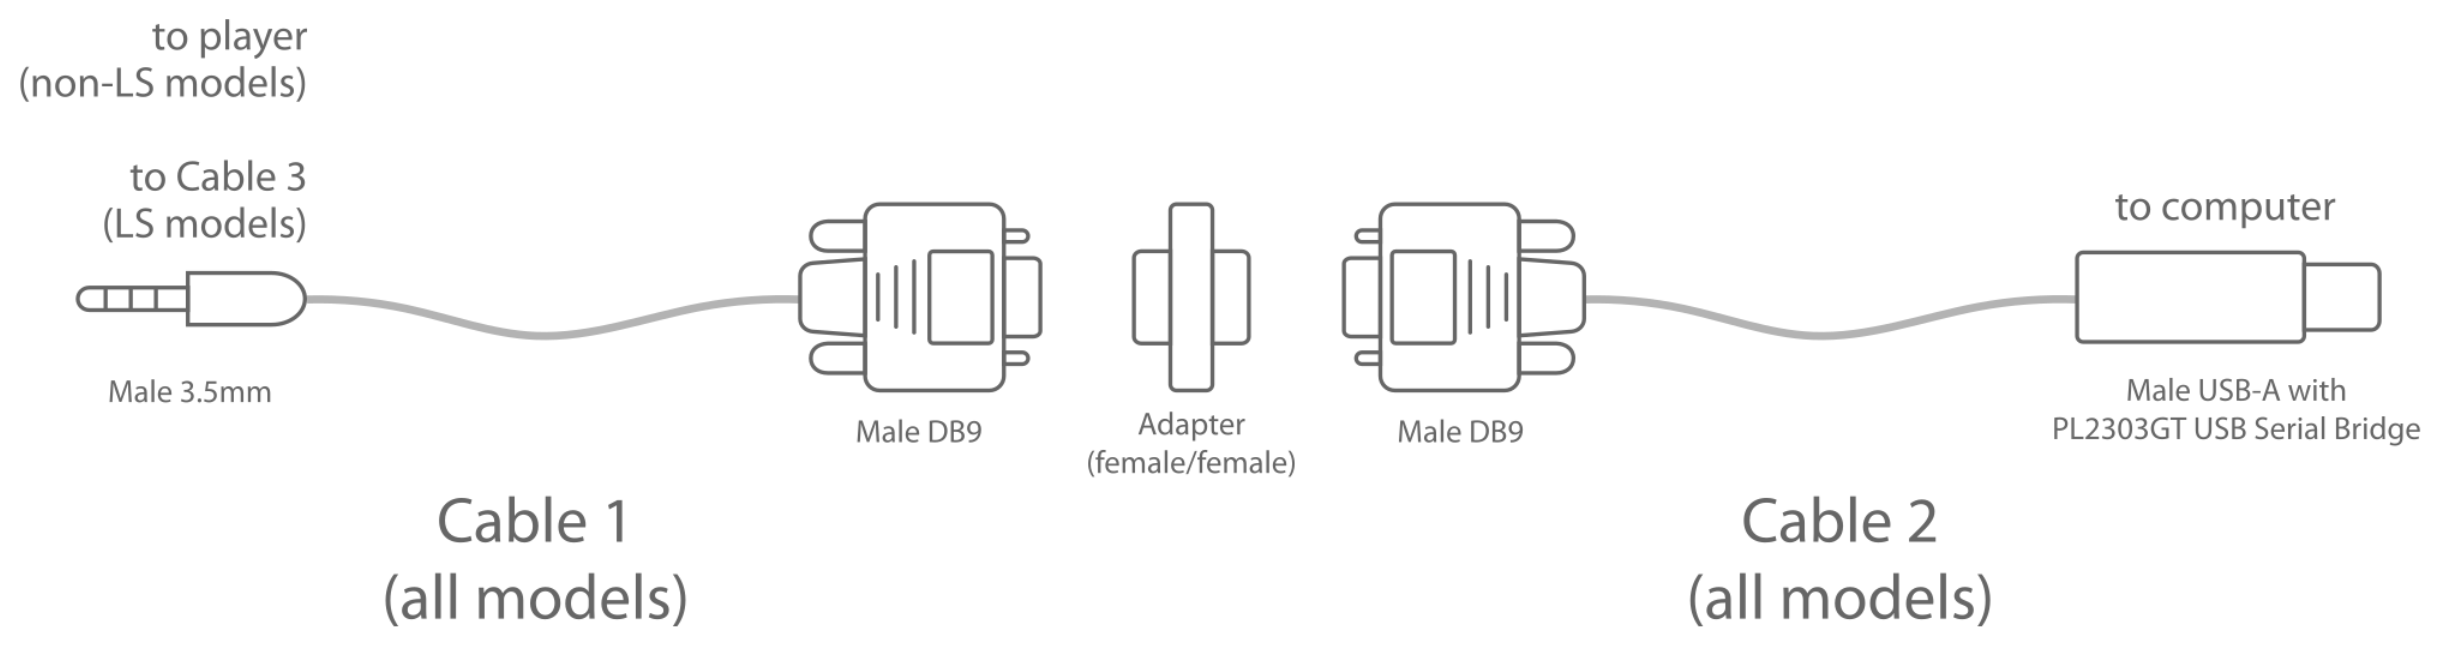 to player
(non-LS models)
to Cable 3
(LS models)
to computer
Male 3.5mm
Male DB9
Adapter
(female/female)
Male DB9
Male USB-A with
PL2303GT USB Serial Bridge
Cable 1
(all models)
Cable 2
(all models)